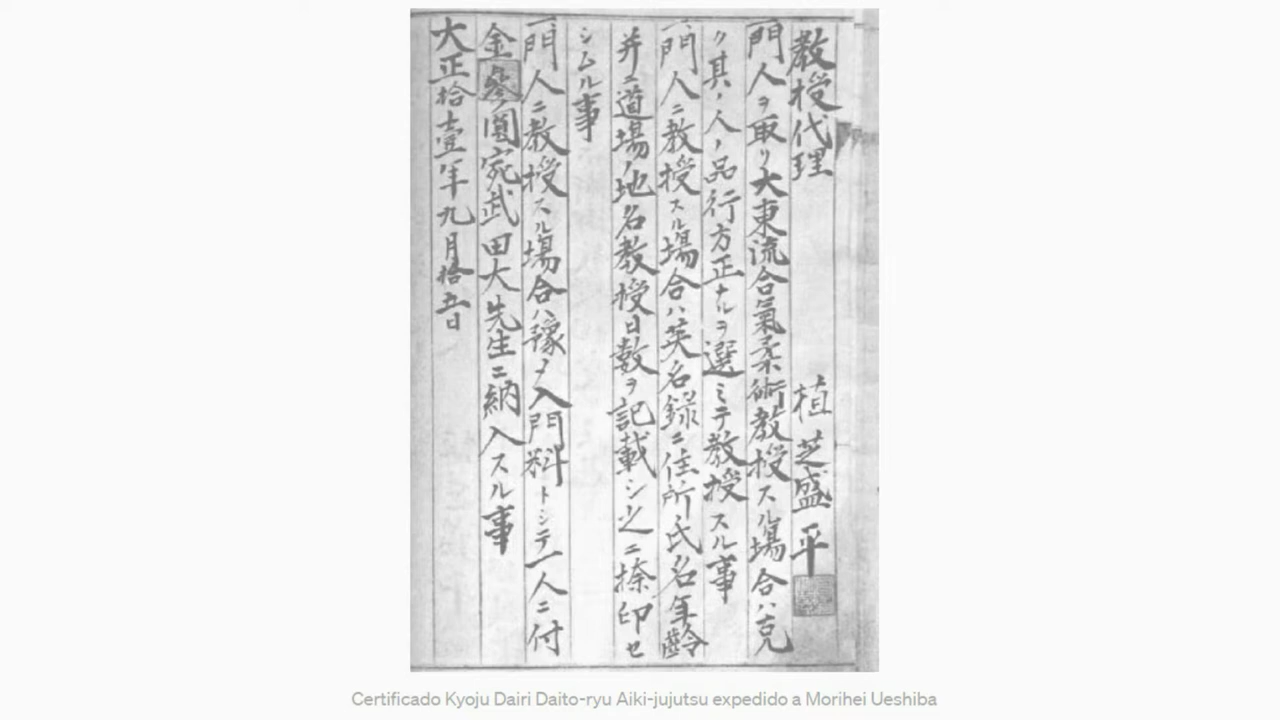 教授代理 植芝盛平
一、門人ヲ取リ大東流合氣柔術教授スル場合ハ克
ク其ノ人ノ品行方正ナルヲ選ミテ教授スル事
一、門人ニ教授スル場合ハ英名録ニ住所氏名年齢
并ニ道場ノ地名教授日数ヲ記載シ之ニ捺印セ
シムル事
一、門人ニ教授スル場合ハ豫メ入門料トシテ一人ニ付
金参圓宛武田大先生ニ納入スル事
大正拾壹年九月拾五日
Certificado Kyoju Dairi Daito-ryu Aiki-jujutsu expedido a Morihei Ueshiba